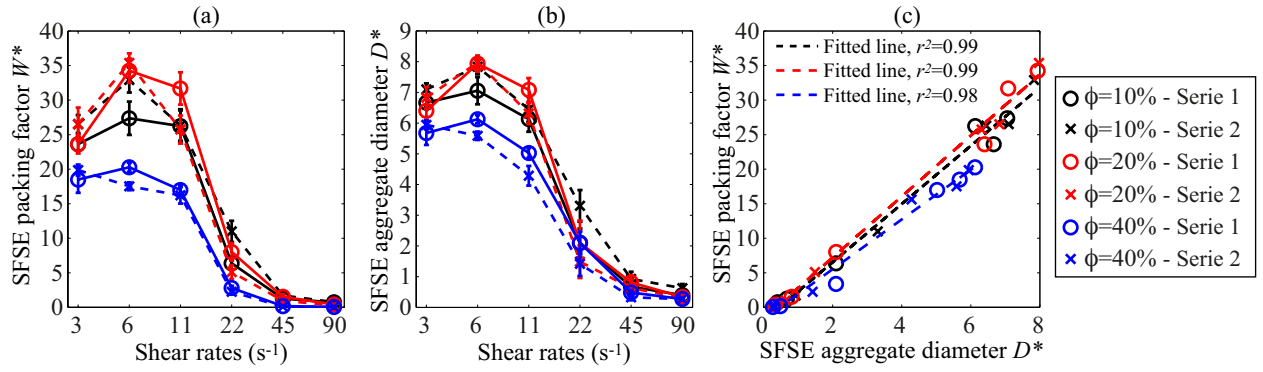 (a)
SFSE packing factor W*
40
35
30
25
20
15
10
5
0
3 6 11 22 45 90
Shear rates (s⁻¹)
(b)
SFSE aggregate diameter D*
9
8
7
6
5
4
3
2
1
0
3 6 11 22 45 90
Shear rates (s⁻¹)
(c)
SFSE packing factor W*
40
35
30
25
20
15
10
5
0
0 2 4 6 8
SFSE aggregate diameter D*
Fitted line, r²=0.99
Fitted line, r²=0.99
Fitted line, r²=0.98
ϕ=10% - Serie 1
ϕ=10% - Serie 2
ϕ=20% - Serie 1
ϕ=20% - Serie 2
ϕ=40% - Serie 1
ϕ=40% - Serie 2